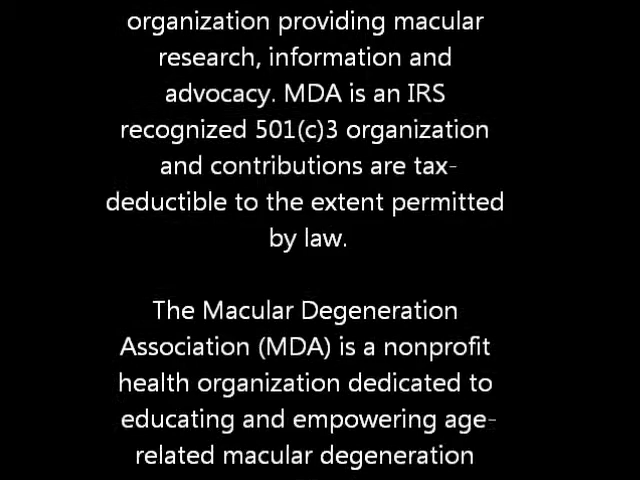 organization providing macular
research, information and
advocacy. MDA is an IRS
recognized 501(c)3 organization
and contributions are tax-
deductible to the extent permitted
by law.
The Macular Degeneration
Association (MDA) is a nonprofit
health organization dedicated to
educating and empowering age-
related macular degeneration